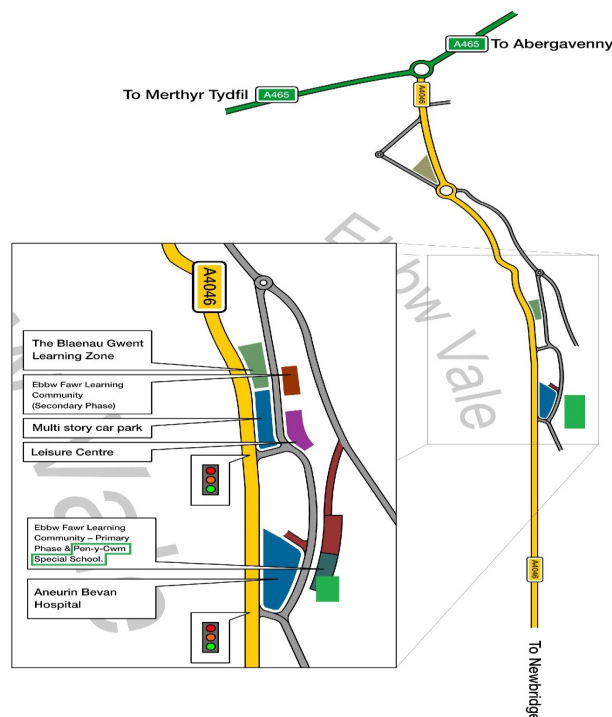 A465
To Abergavenny
To Merthyr Tydfil
A465
A4046
Ebbw Vale
A4046
The Blaenau Gwent
Learning Zone
Ebbw Fawr Learning
Community
(Secondary Phase)
Multi story car park
Leisure Centre
Ebbw Fawr Learning
Community – Primary
Phase & Pen-y-Cwm
Special School.
Aneurin Bevan
Hospital
A4046
To Newbridge